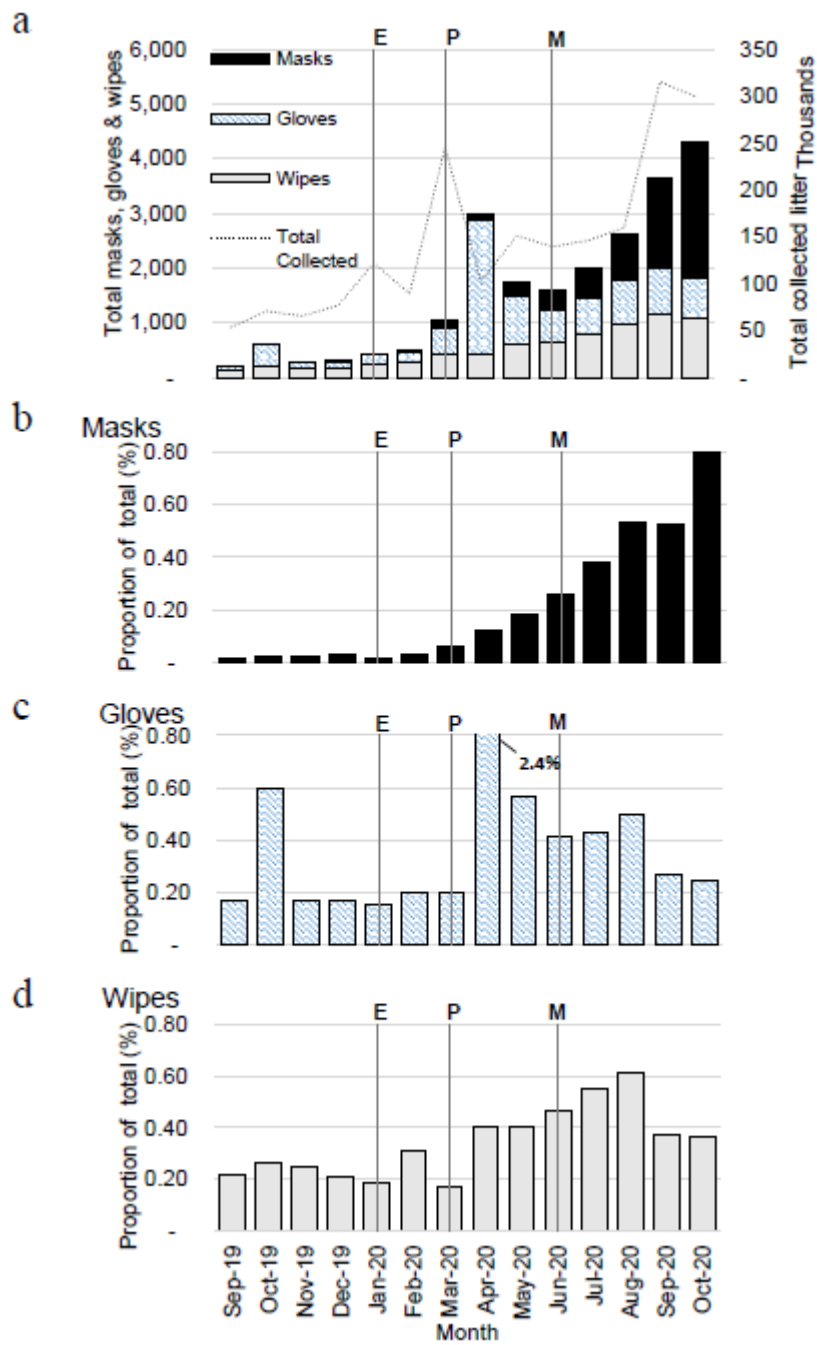 a
E P M
6,000
5,000
4,000
3,000
2,000
1,000
-
Total masks, gloves & wipes
Masks
Gloves
Wipes
Total
Collected
350
300
250
200
150
100
50
-
Total collected litter
Thousands
b
Masks
E P M
0.80
0.60
0.40
0.20
-
Proportion of total (%)
c
Gloves
E P M
0.80
0.60
0.40
0.20
-
Proportion of total (%)
2.4%
d
Wipes
E P M
0.80
0.60
0.40
0.20
-
Proportion of total (%)
Sep-19
Oct-19
Nov-19
Dec-19
Jan-20
Feb-20
Mar-20
Apr-20
May-20
Jun-20
Jul-20
Aug-20
Sep-20
Oct-20
Month